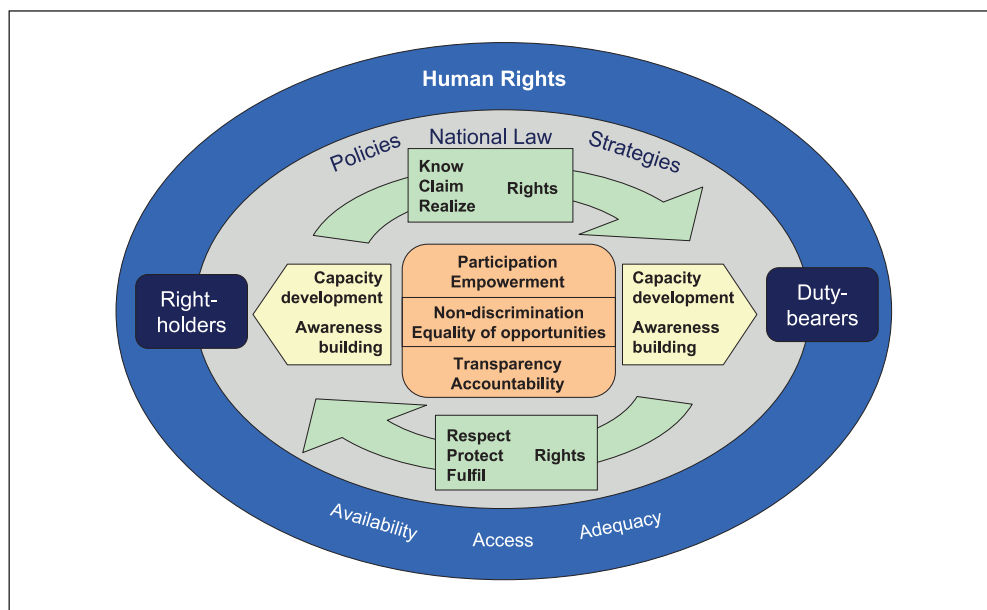 Human Rights
Policies National Law Strategies
Know
Claim Rights
Realize
Participation
Empowerment
Non-discrimination
Equality of opportunities
Transparency
Accountability
Right-
holders
Capacity
development
Awareness
building
Capacity
development
Awareness
building
Duty-
bearers
Respect
Protect Rights
Fulfil
Availability Access Adequacy